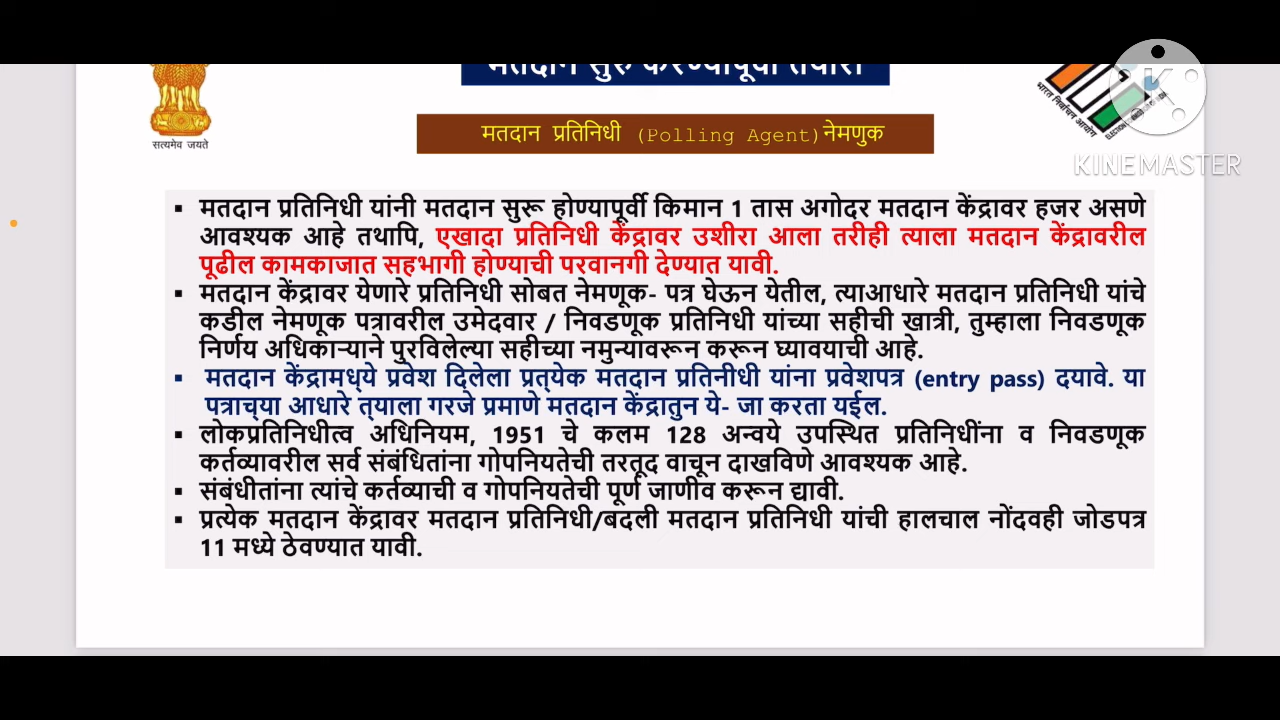 मतदान सुरु करण्यापूर्वी तयारी
मतदान प्रतिनिधी (Polling Agent)नेमणुक
सत्यमेव जयते
भारत निर्वाचन आयोग
KINEMASTER
▪ मतदान प्रतिनिधी यांनी मतदान सुरू होण्यापूर्वी किमान 1 तास अगोदर मतदान केंद्रावर हजर असणे
आवश्यक आहे तथापि, एखादा प्रतिनिधी केंद्रावर उशीरा आला तरीही त्याला मतदान केंद्रावरील
पूढील कामकाजात सहभागी होण्याची परवानगी देण्यात यावी.
▪ मतदान केंद्रावर येणारे प्रतिनिधी सोबत नेमणूक- पत्र घेऊन येतील, त्याआधारे मतदान प्रतिनिधी यांचे
कडील नेमणूक पत्रावरील उमेदवार / निवडणूक प्रतिनिधी यांच्या सहीची खात्री, तुम्हाला निवडणूक
निर्णय अधिकाऱ्याने पुरविलेल्या सहीच्या नमुन्यावरून करून घ्यावयाची आहे.
▪ मतदान केंद्रामध्ये प्रवेश दिलेला प्रत्येक मतदान प्रतिनीधी यांना प्रवेशपत्र (entry pass) दयावे. या
पत्राच्या आधारे त्याला गरजे प्रमाणे मतदान केंद्रातुन ये- जा करता यईल.
▪ लोकप्रतिनिधीत्व अधिनियम, 1951 चे कलम 128 अन्वये उपस्थित प्रतिनिधींना व निवडणूक
कर्तव्यावरील सर्व संबंधितांना गोपनियतेची तरतूद वाचून दाखविणे आवश्यक आहे.
▪ संबंधीतांना त्यांचे कर्तव्याची व गोपनियतेची पूर्ण जाणीव करून द्यावी.
▪ प्रत्येक मतदान केंद्रावर मतदान प्रतिनिधी/बदली मतदान प्रतिनिधी यांची हालचाल नोंदवही जोडपत्र
11 मध्ये ठेवण्यात यावी.